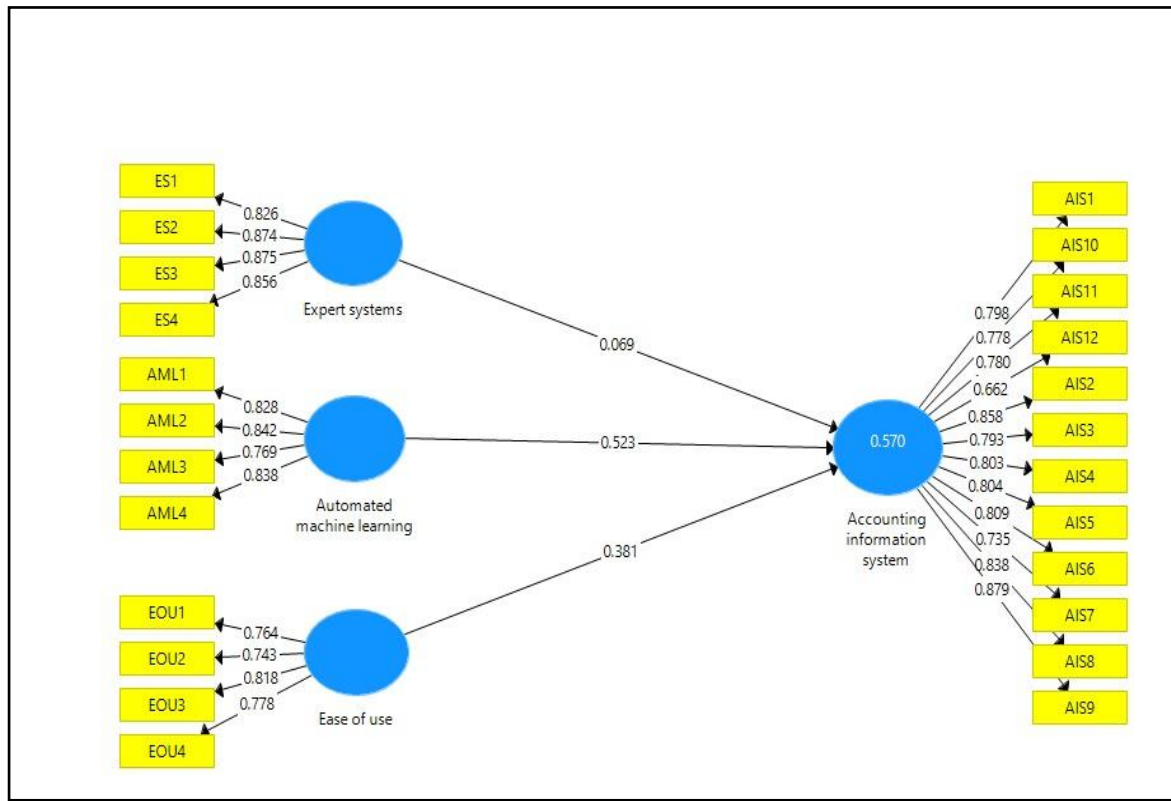 ES1
ES2
ES3
ES4
0.826
0.874
0.875
0.856
Expert systems
AML1
AML2
AML3
AML4
0.828
0.842
0.769
0.838
Automated
machine learning
EOU1
EOU2
EOU3
EOU4
0.764
0.743
0.818
0.778
Ease of use
0.069
0.523
0.381
0.570
Accounting
information
system
0.798
0.778
0.780
0.662
0.858
0.793
0.803
0.804
0.809
0.735
0.838
0.879
AIS1
AIS10
AIS11
AIS12
AIS2
AIS3
AIS4
AIS5
AIS6
AIS7
AIS8
AIS9